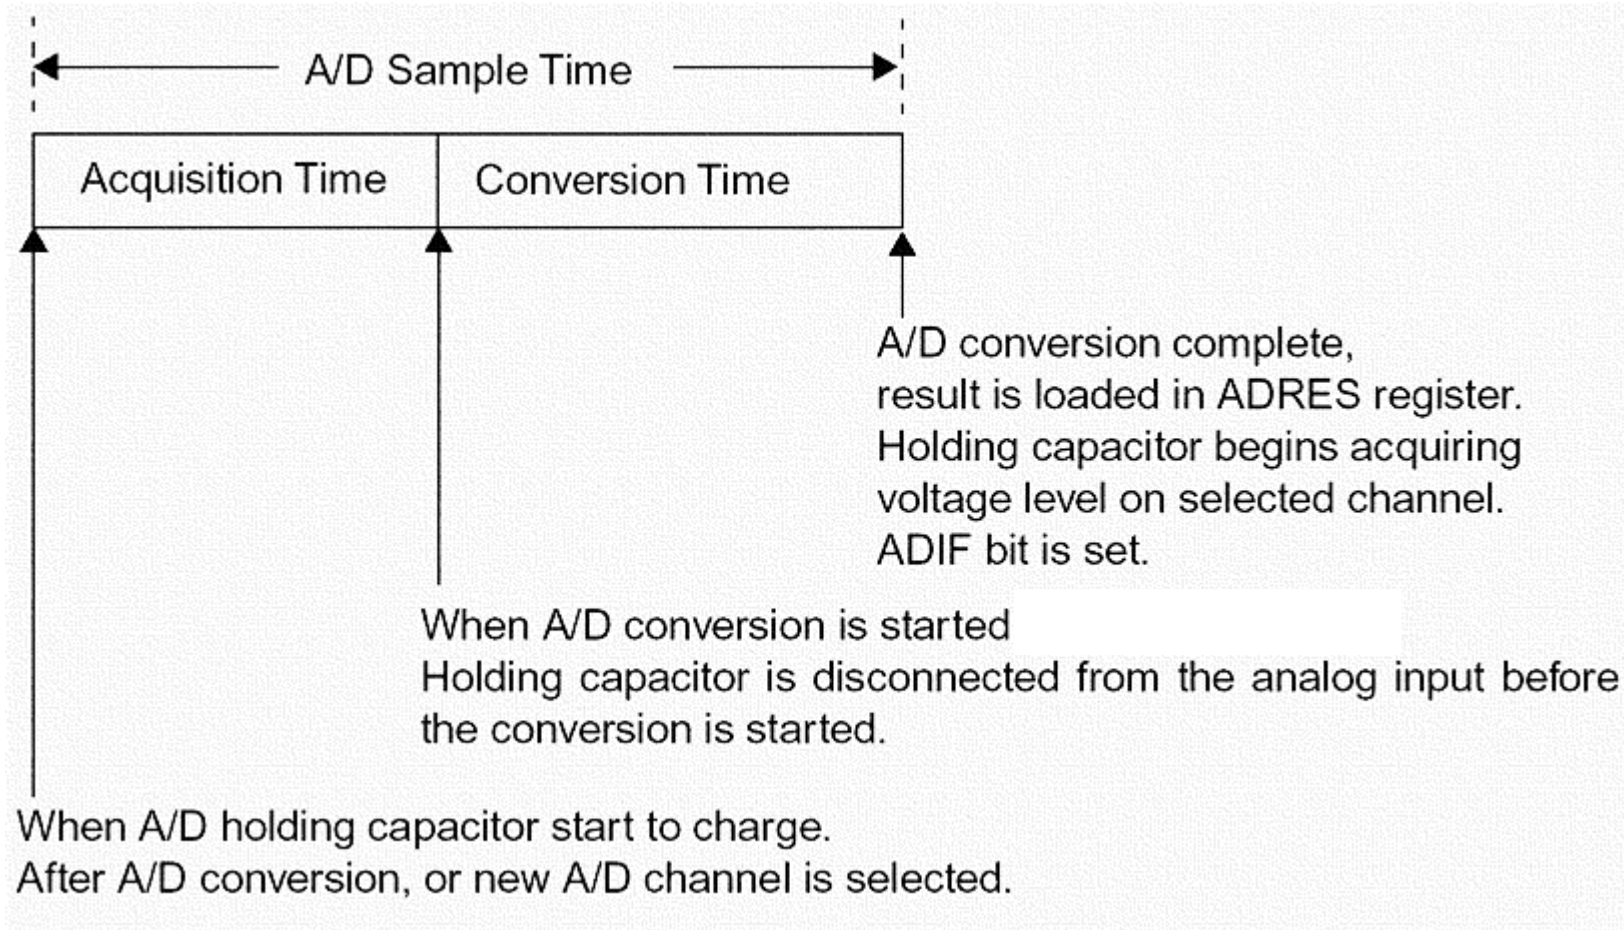 A/D Sample Time
Acquisition Time
Conversion Time
A/D conversion complete,
result is loaded in ADRES register.
Holding capacitor begins acquiring
voltage level on selected channel.
ADIF bit is set.
When A/D conversion is started
Holding capacitor is disconnected from the analog input before
the conversion is started.
When A/D holding capacitor start to charge.
After A/D conversion, or new A/D channel is selected.